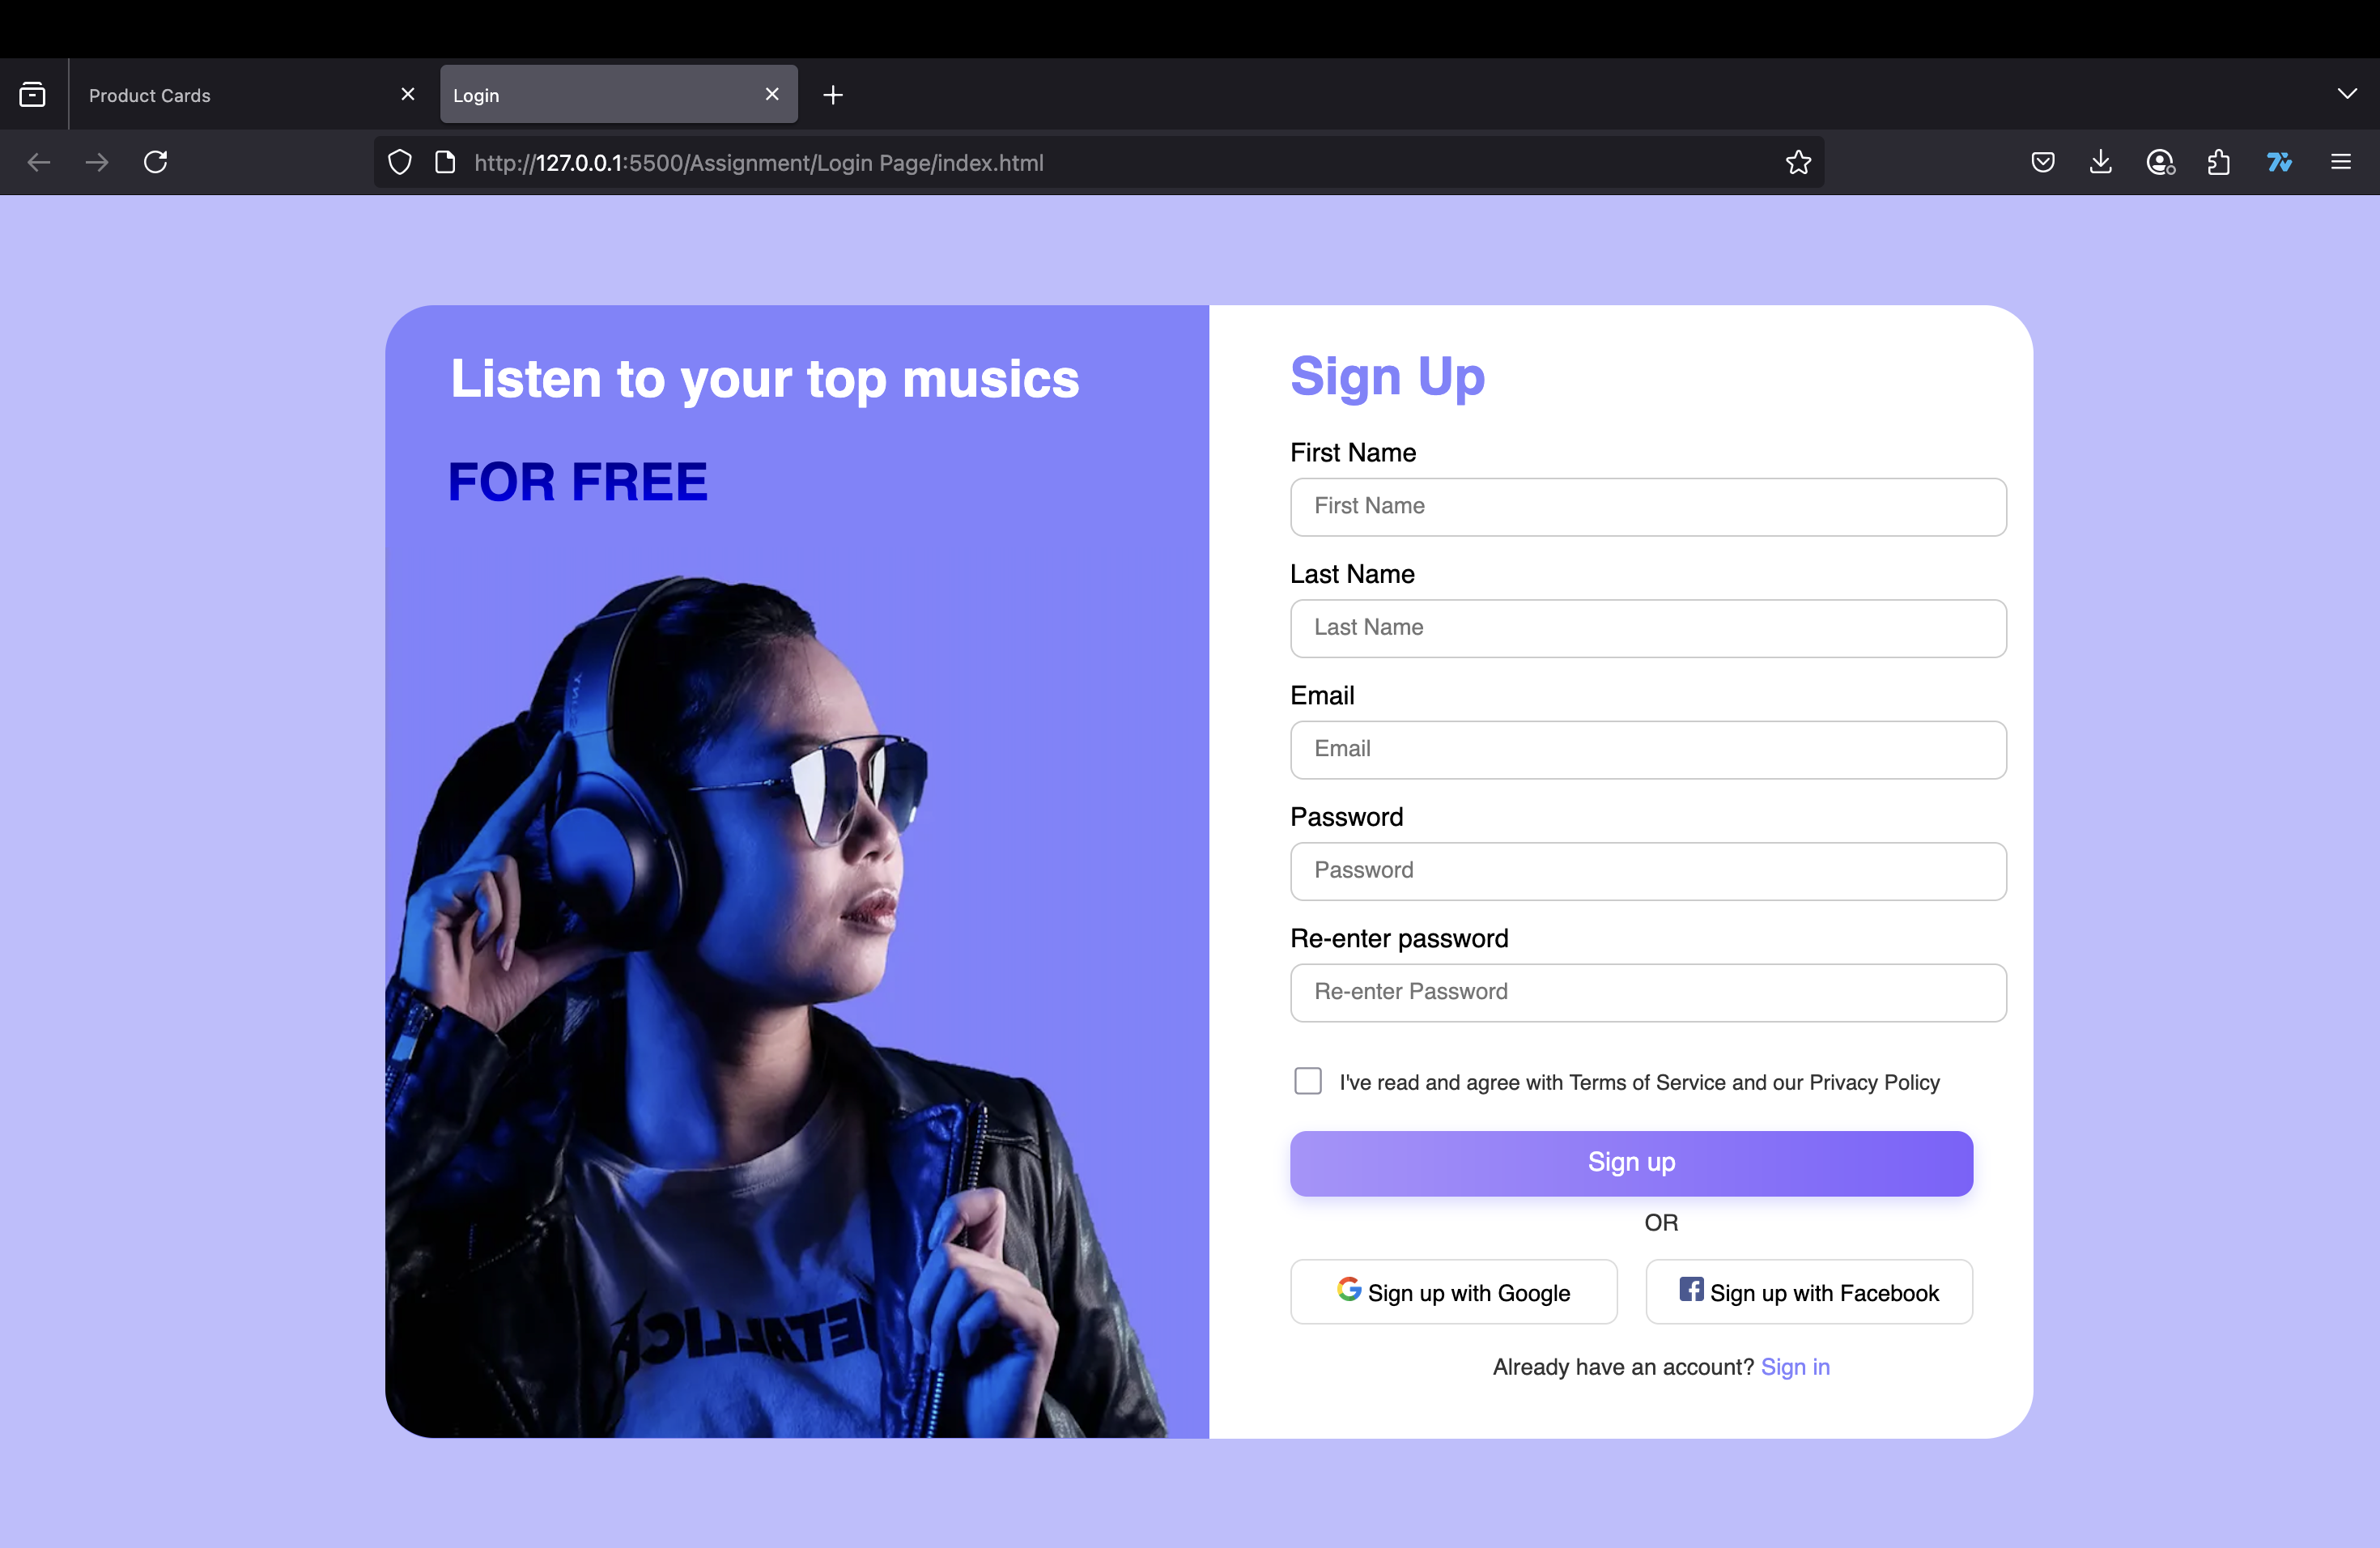 Product Cards
Login
http://127.0.0.1:5500/Assignment/Login Page/index.html
Listen to your top musics
FOR FREE
Sign Up
First Name
First Name
Last Name
Last Name
Email
Email
Password
Password
Re-enter password
Re-enter Password
I've read and agree with Terms of Service and our Privacy Policy
Sign up
OR
Sign up with Google
Sign up with Facebook
Already have an account? Sign in